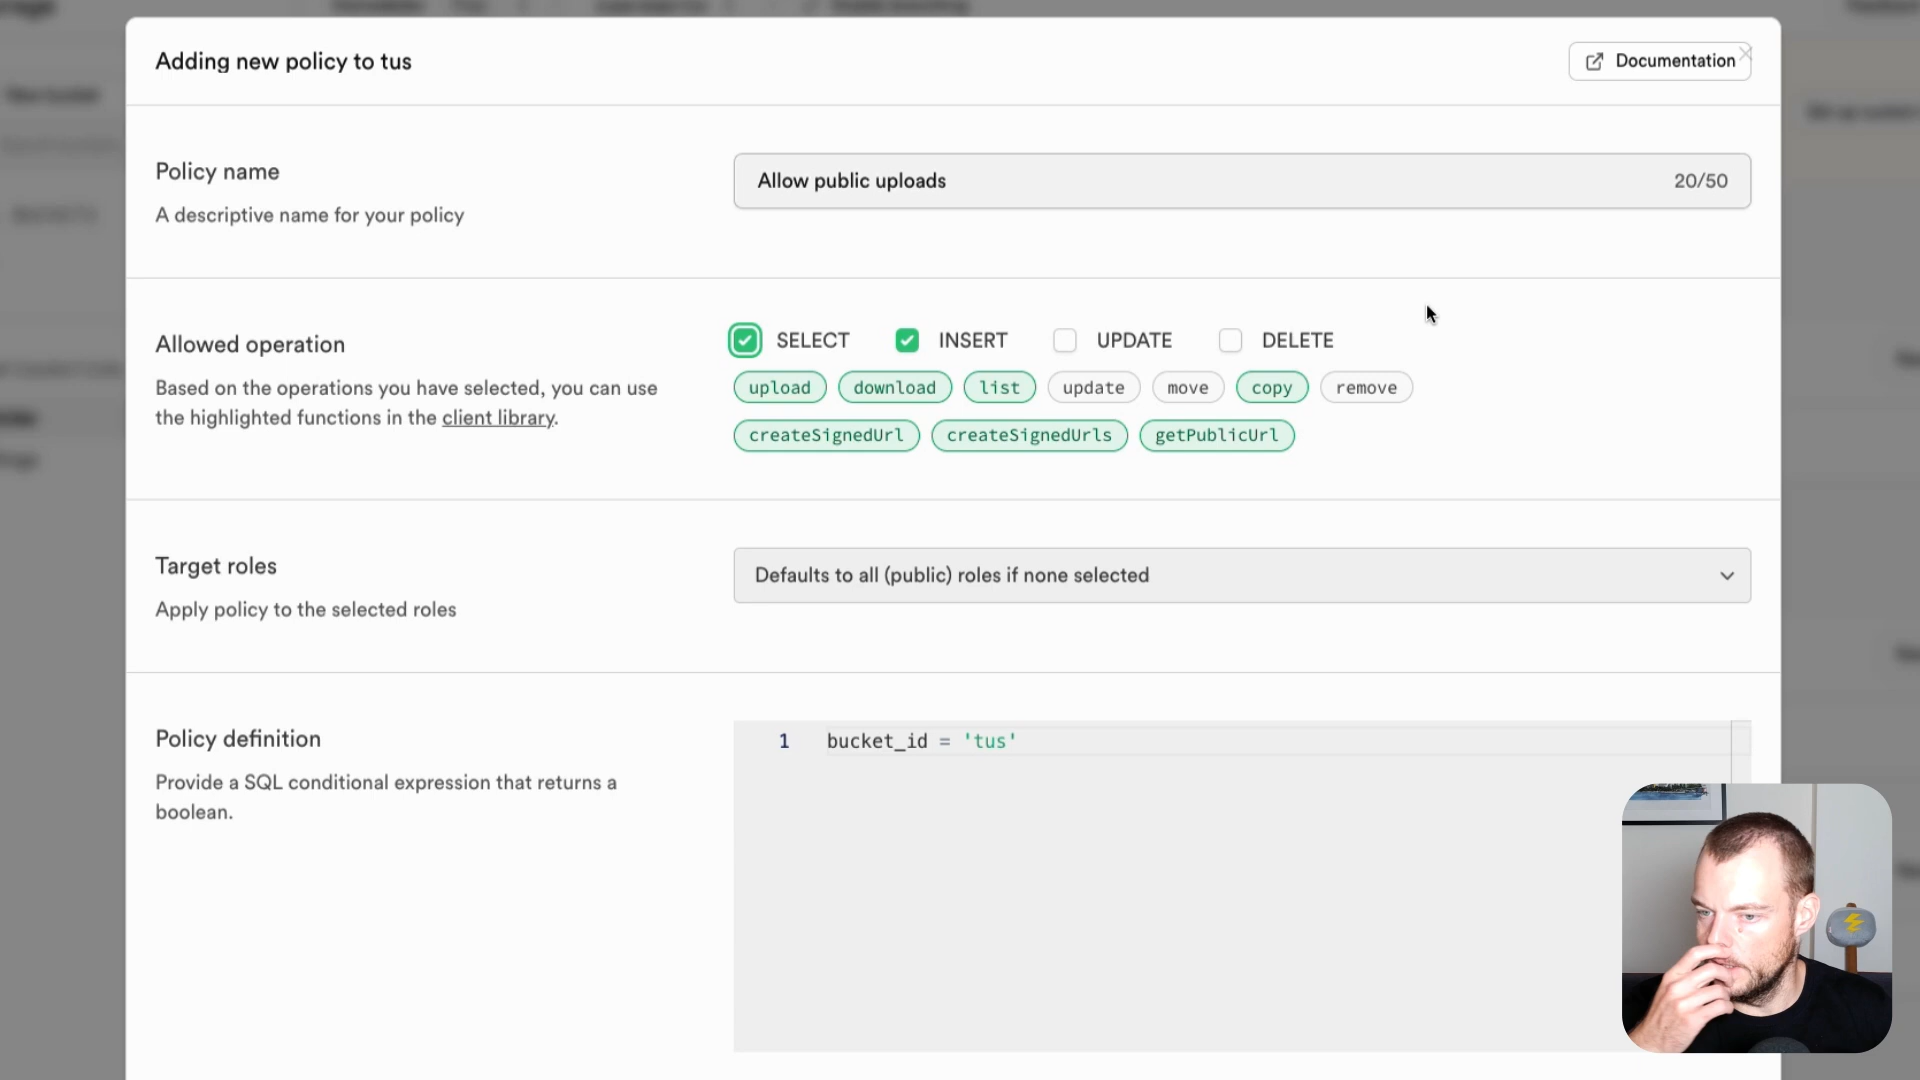 Adding new policy to tus
Documentation
Policy name
A descriptive name for your policy
Allow public uploads
20/50
Allowed operation
Based on the operations you have selected, you can use
the highlighted functions in the client library.
SELECT INSERT UPDATE DELETE
upload download list update move copy remove
createSignedUrl createSignedUrls getPublicUrl
Target roles
Apply policy to the selected roles
Defaults to all (public) roles if none selected
Policy definition
Provide a SQL conditional expression that returns a
boolean.
1 bucket_id = 'tus'